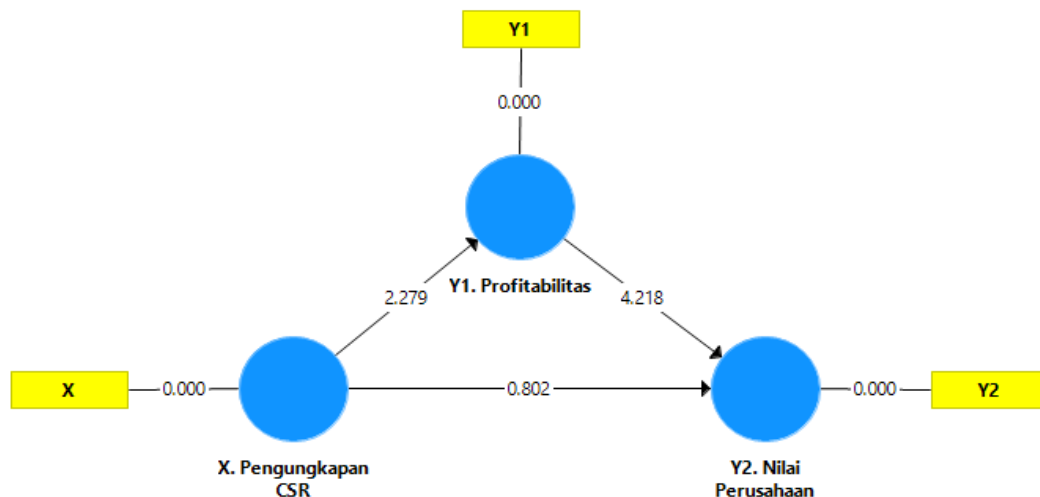 Y1
0.000
Y1. Profitabilitas
2.279
4.218
X
0.000
0.802
0.000
Y2
X. Pengungkapan
CSR
Y2. Nilai
Perusahaan